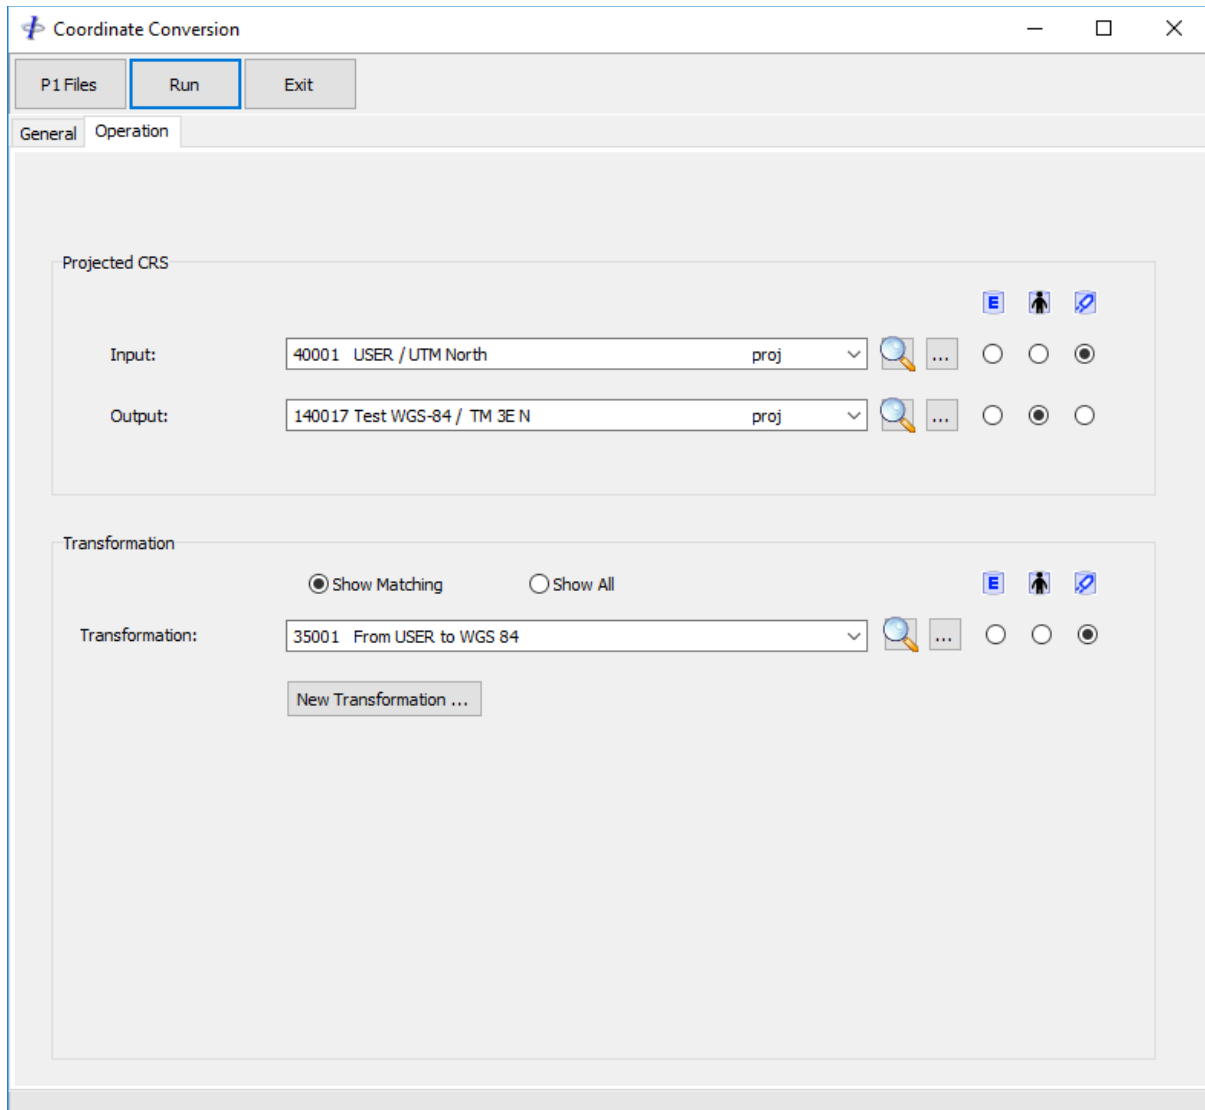 Coordinate Conversion
P1 Files Run Exit
General Operation
Projected CRS
E
Input: 40001 USER / UTM North proj ...
Output: 140017 Test WGS-84 / TM 3E N proj ...
Transformation
Show Matching Show All E
Transformation: 35001 From USER to WGS 84 ...
New Transformation ...